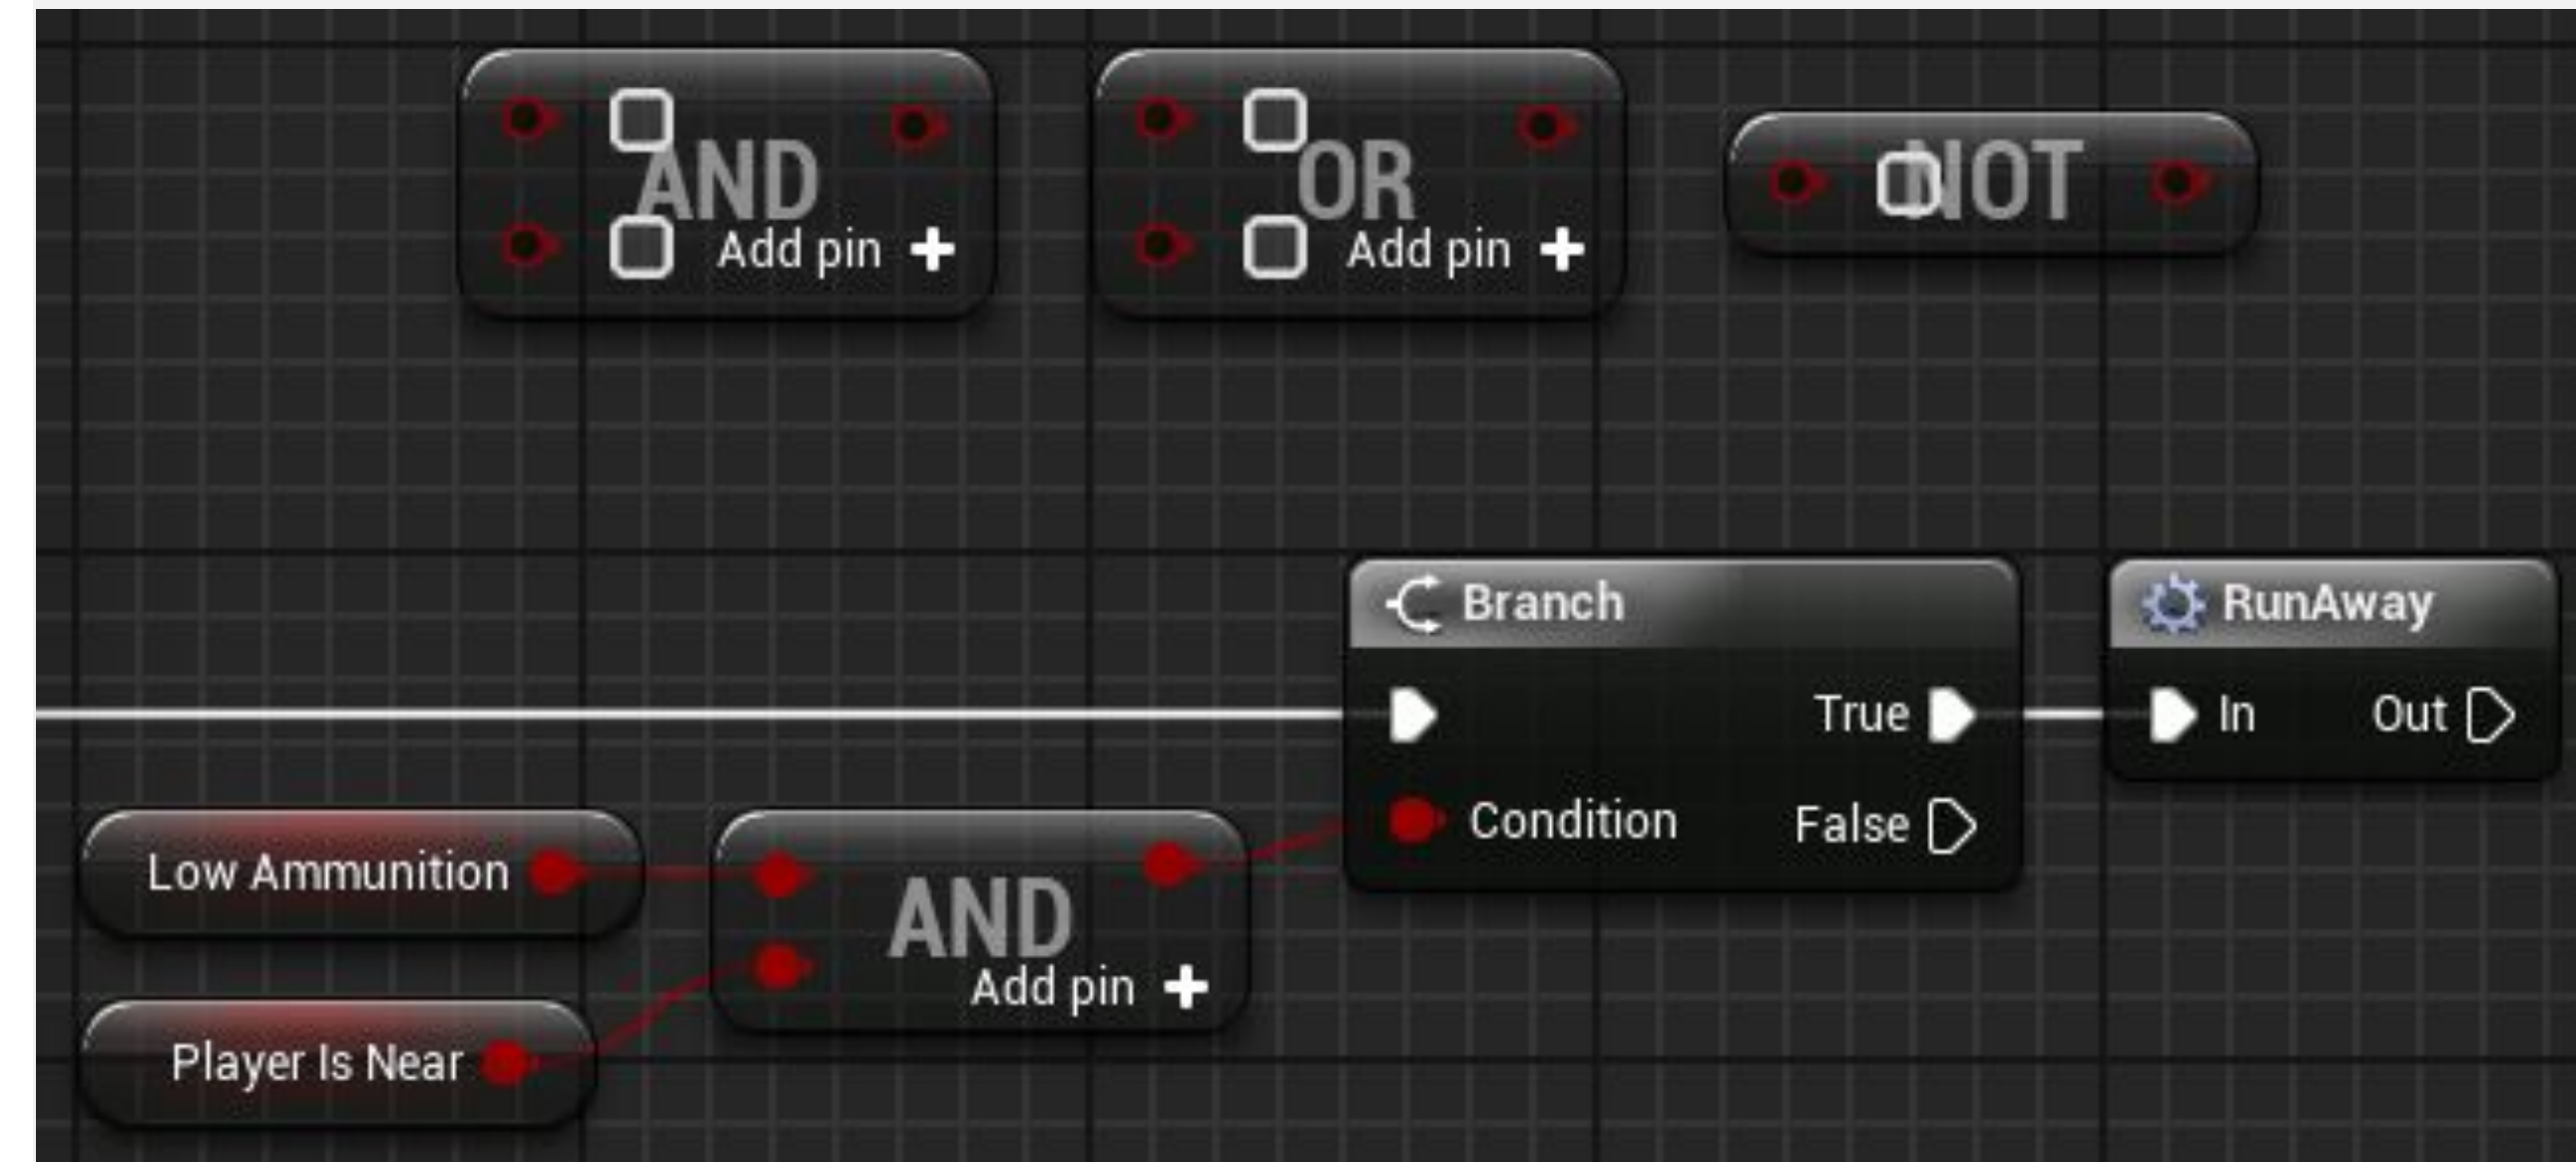 AND
Add pin
OR
Add pin
NOT
Branch
True
Condition
False
RunAway
In Out
Low Ammunition
AND
Add pin
Player Is Near